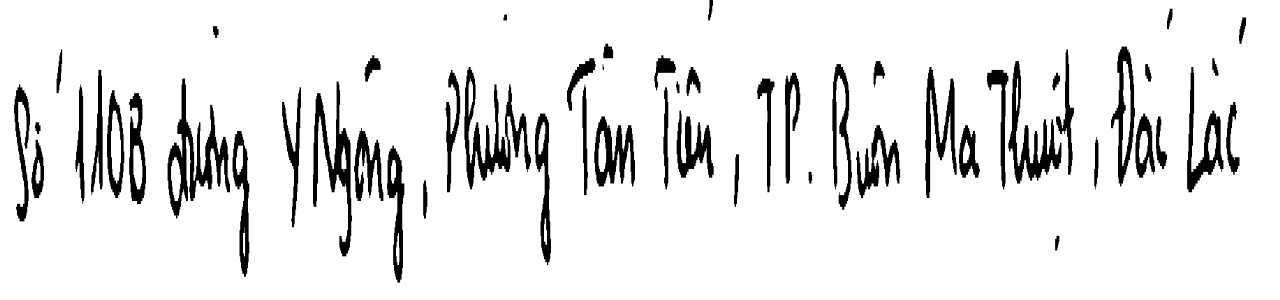 Số 110B đường Y Ngông, Phường Tân Tiến, TP. Buôn Ma Thuột, Đắk Lắk